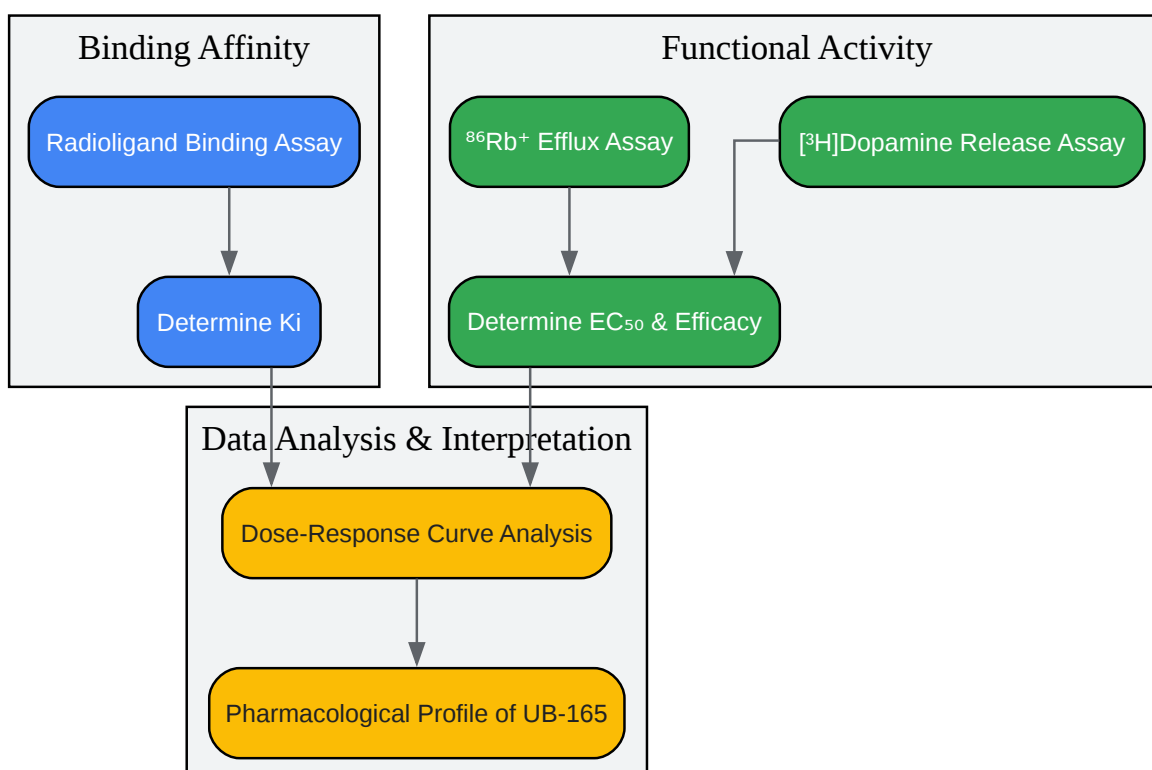 Binding Affinity
Functional Activity
Radioligand Binding Assay
⁸⁶Rb⁺ Efflux Assay
[³H]Dopamine Release Assay
Determine Ki
Determine EC₅₀ & Efficacy
Data Analysis & Interpretation
Dose-Response Curve Analysis
Pharmacological Profile of UB-165